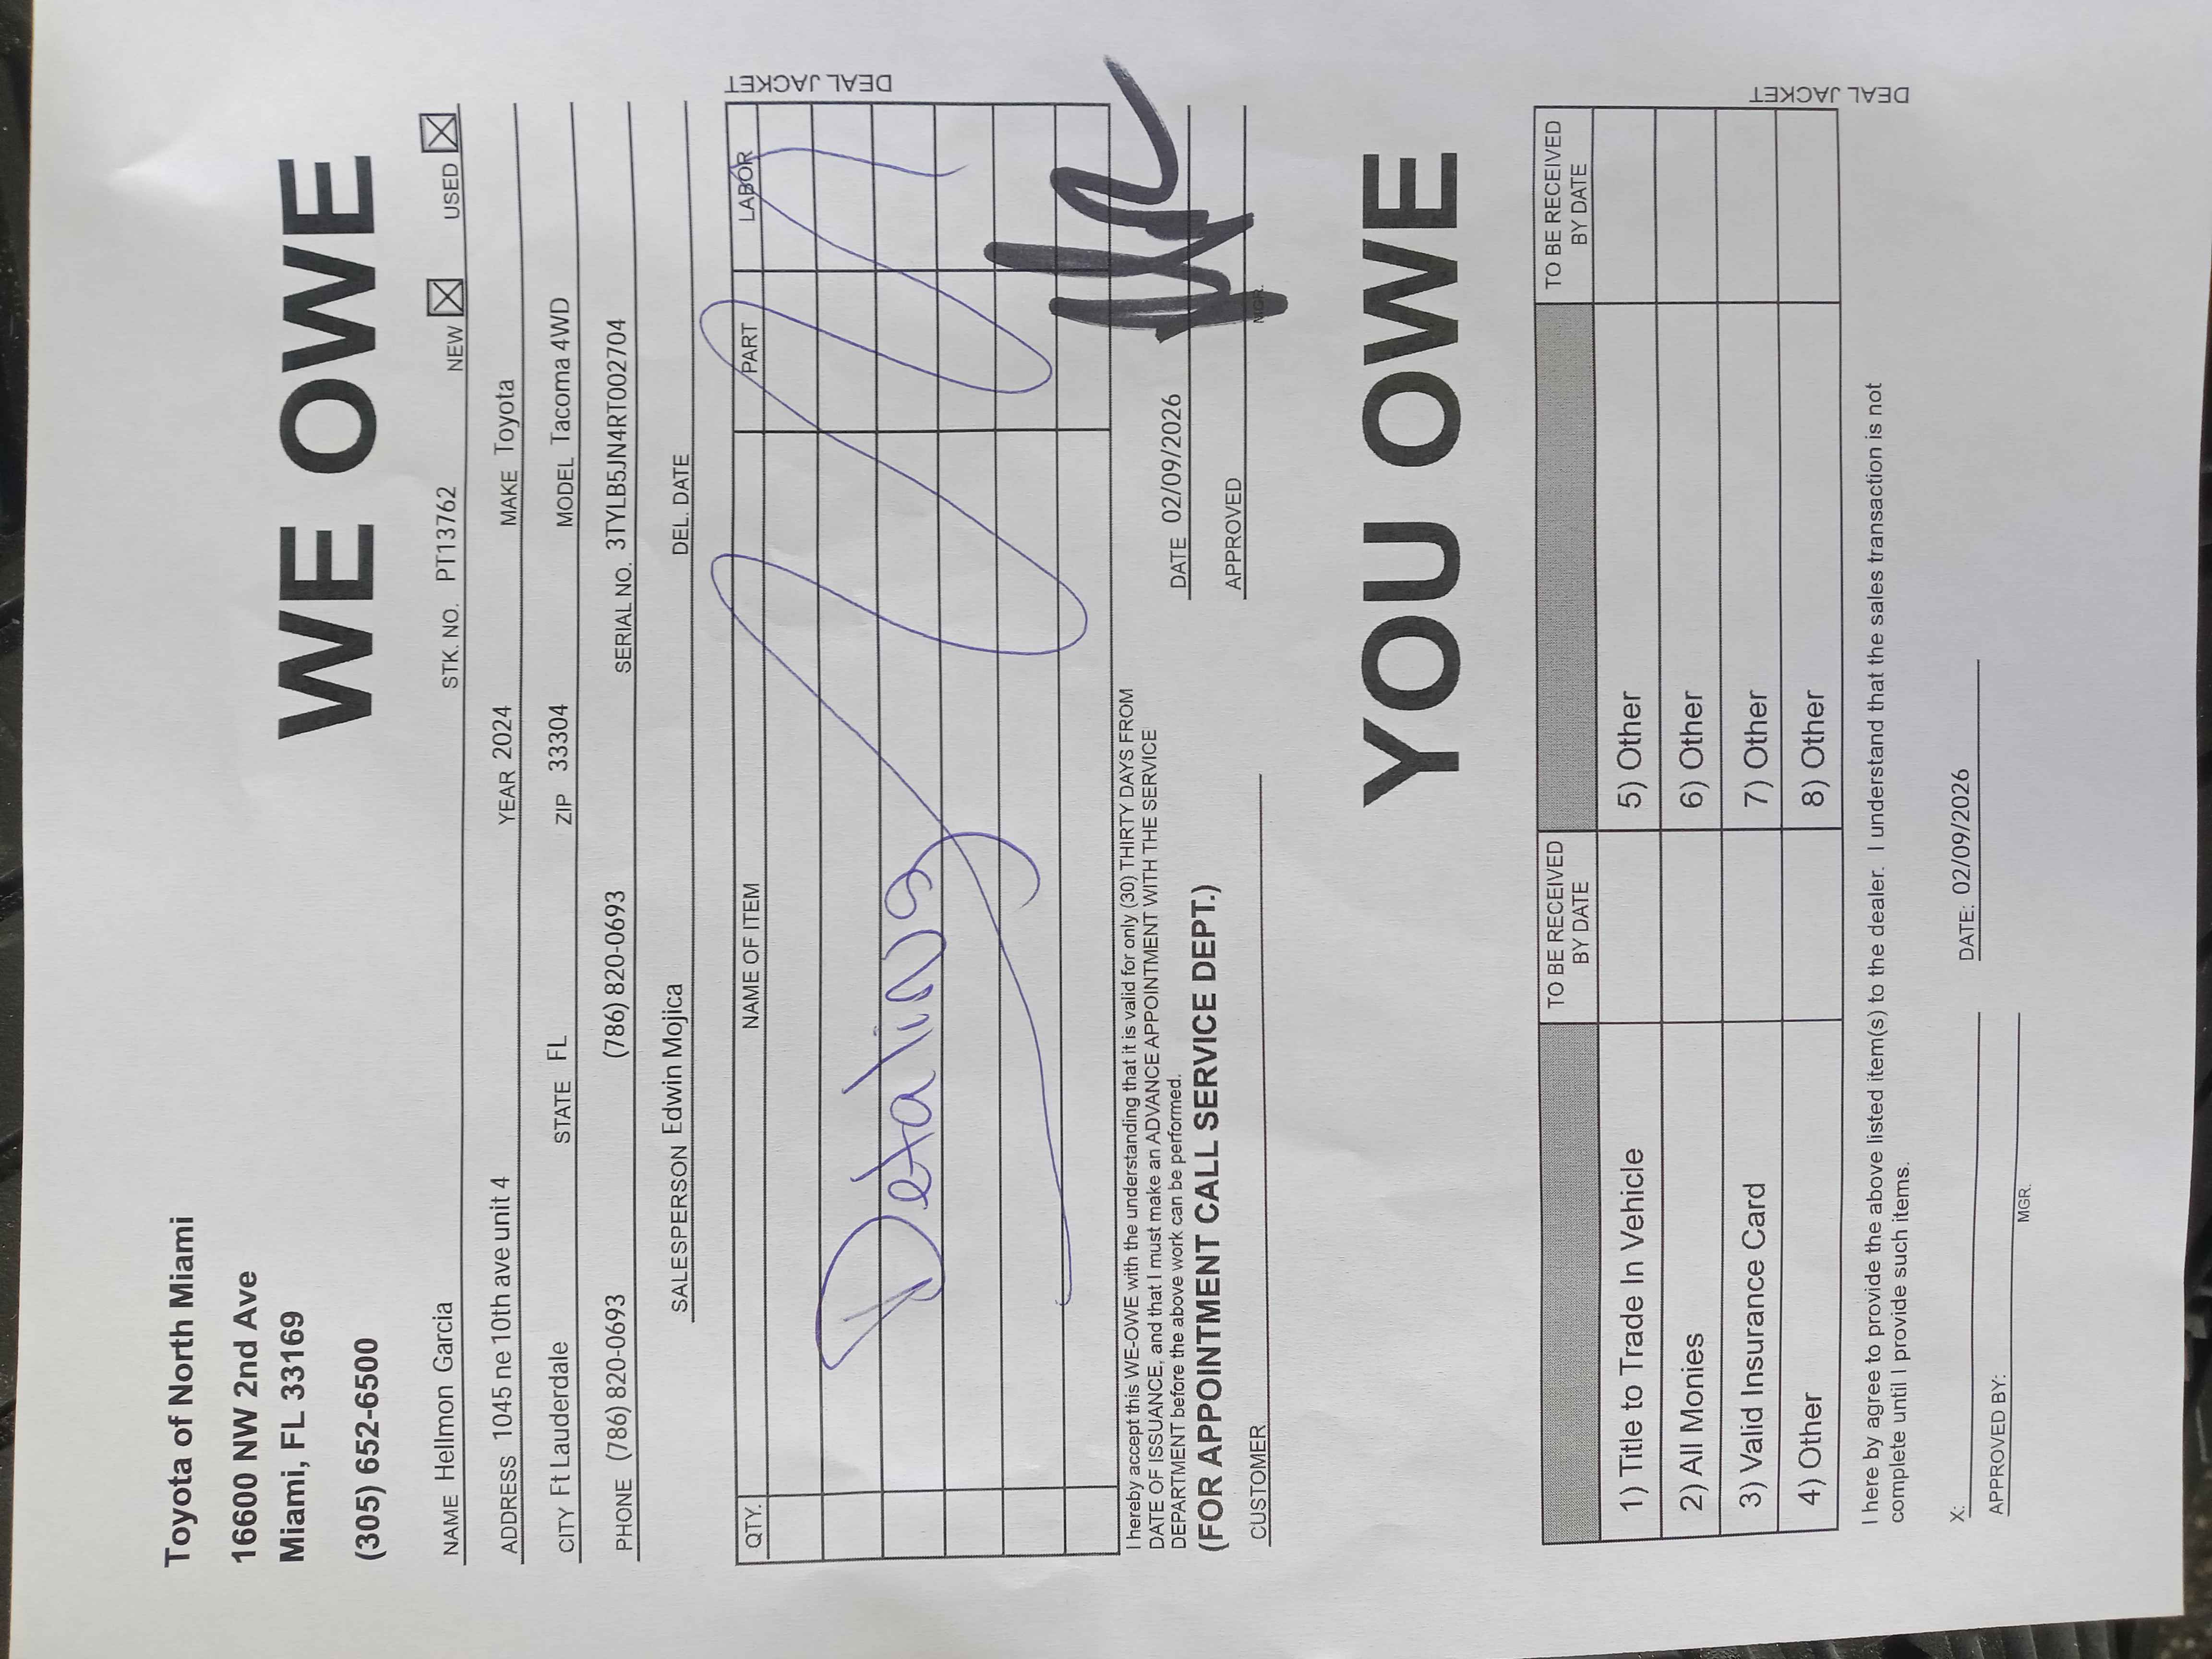 Toyota of North Miami
16600 NW 2nd Ave
Miami, FL 33169
(305) 652-6500
WE OWE
NAME Hellmon Garcia STK. NO. PT13762 NEW ☒ USED ☒
ADDRESS 1045 ne 10th ave unit 4 YEAR 2024 MAKE Toyota
CITY Ft Lauderdale STATE FL ZIP 33304 MODEL Tacoma 4WD
PHONE (786) 820-0693 (786) 820-0693 SERIAL NO. 3TYLB5JN4RT002704
SALESPERSON Edwin Mojica DEL. DATE
QTY. NAME OF ITEM PART LABOR
Detating
DEAL JACKET
I hereby accept this WE-OWE with the understanding that it is valid for only (30) THIRTY DAYS FROM
DATE OF ISSUANCE, and that I must make an ADVANCE APPOINTMENT WITH THE SERVICE
DEPARTMENT before the above work can be performed.
(FOR APPOINTMENT CALL SERVICE DEPT.)
DATE 02/09/2026
CUSTOMER
APPROVED
MGR.
YOU OWE
TO BE RECEIVED
BY DATE
TO BE RECEIVED
BY DATE
1) Title to Trade In Vehicle 5) Other
2) All Monies 6) Other
3) Valid Insurance Card 7) Other
4) Other 8) Other
DEAL JACKET
I here by agree to provide the above listed item(s) to the dealer. I understand that the sales transaction is not
complete until I provide such items.
X: DATE: 02/09/2026
APPROVED BY:
MGR.